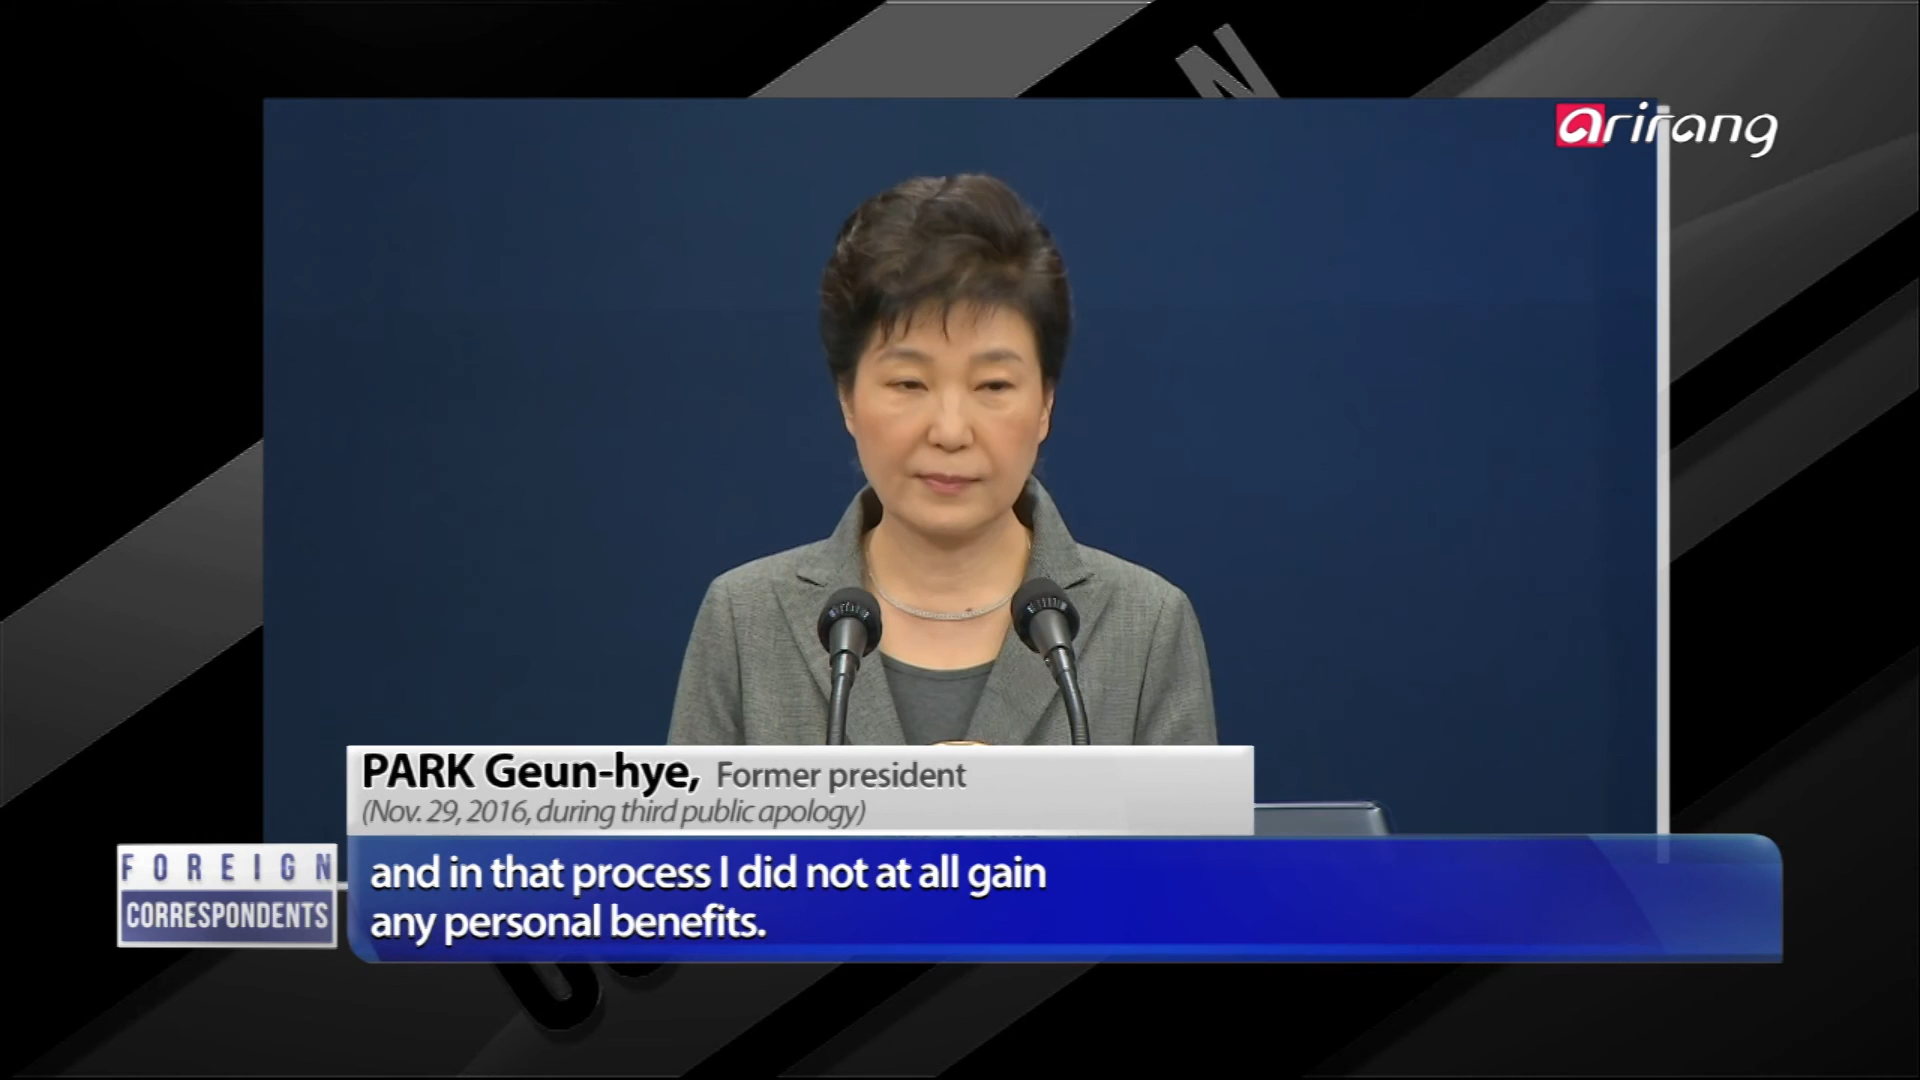 arirang
PARK Geun-hye, Former president
(Nov. 29, 2016, during third public apology)
FOREIGN
CORRESPONDENTS
and in that process I did not at all gain
any personal benefits.